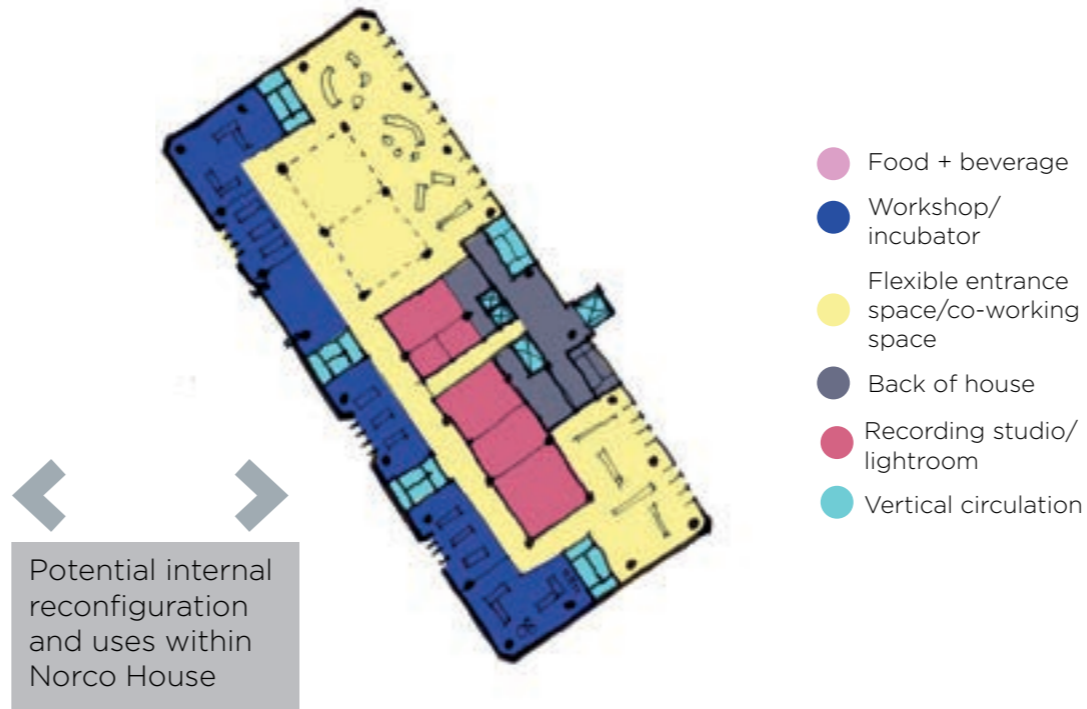 Food + beverage
Workshop/
incubator
Flexible entrance
space/co-working
space
Back of house
Recording studio/
lightroom
Vertical circulation
Potential internal
reconfiguration
and uses within
Norco House